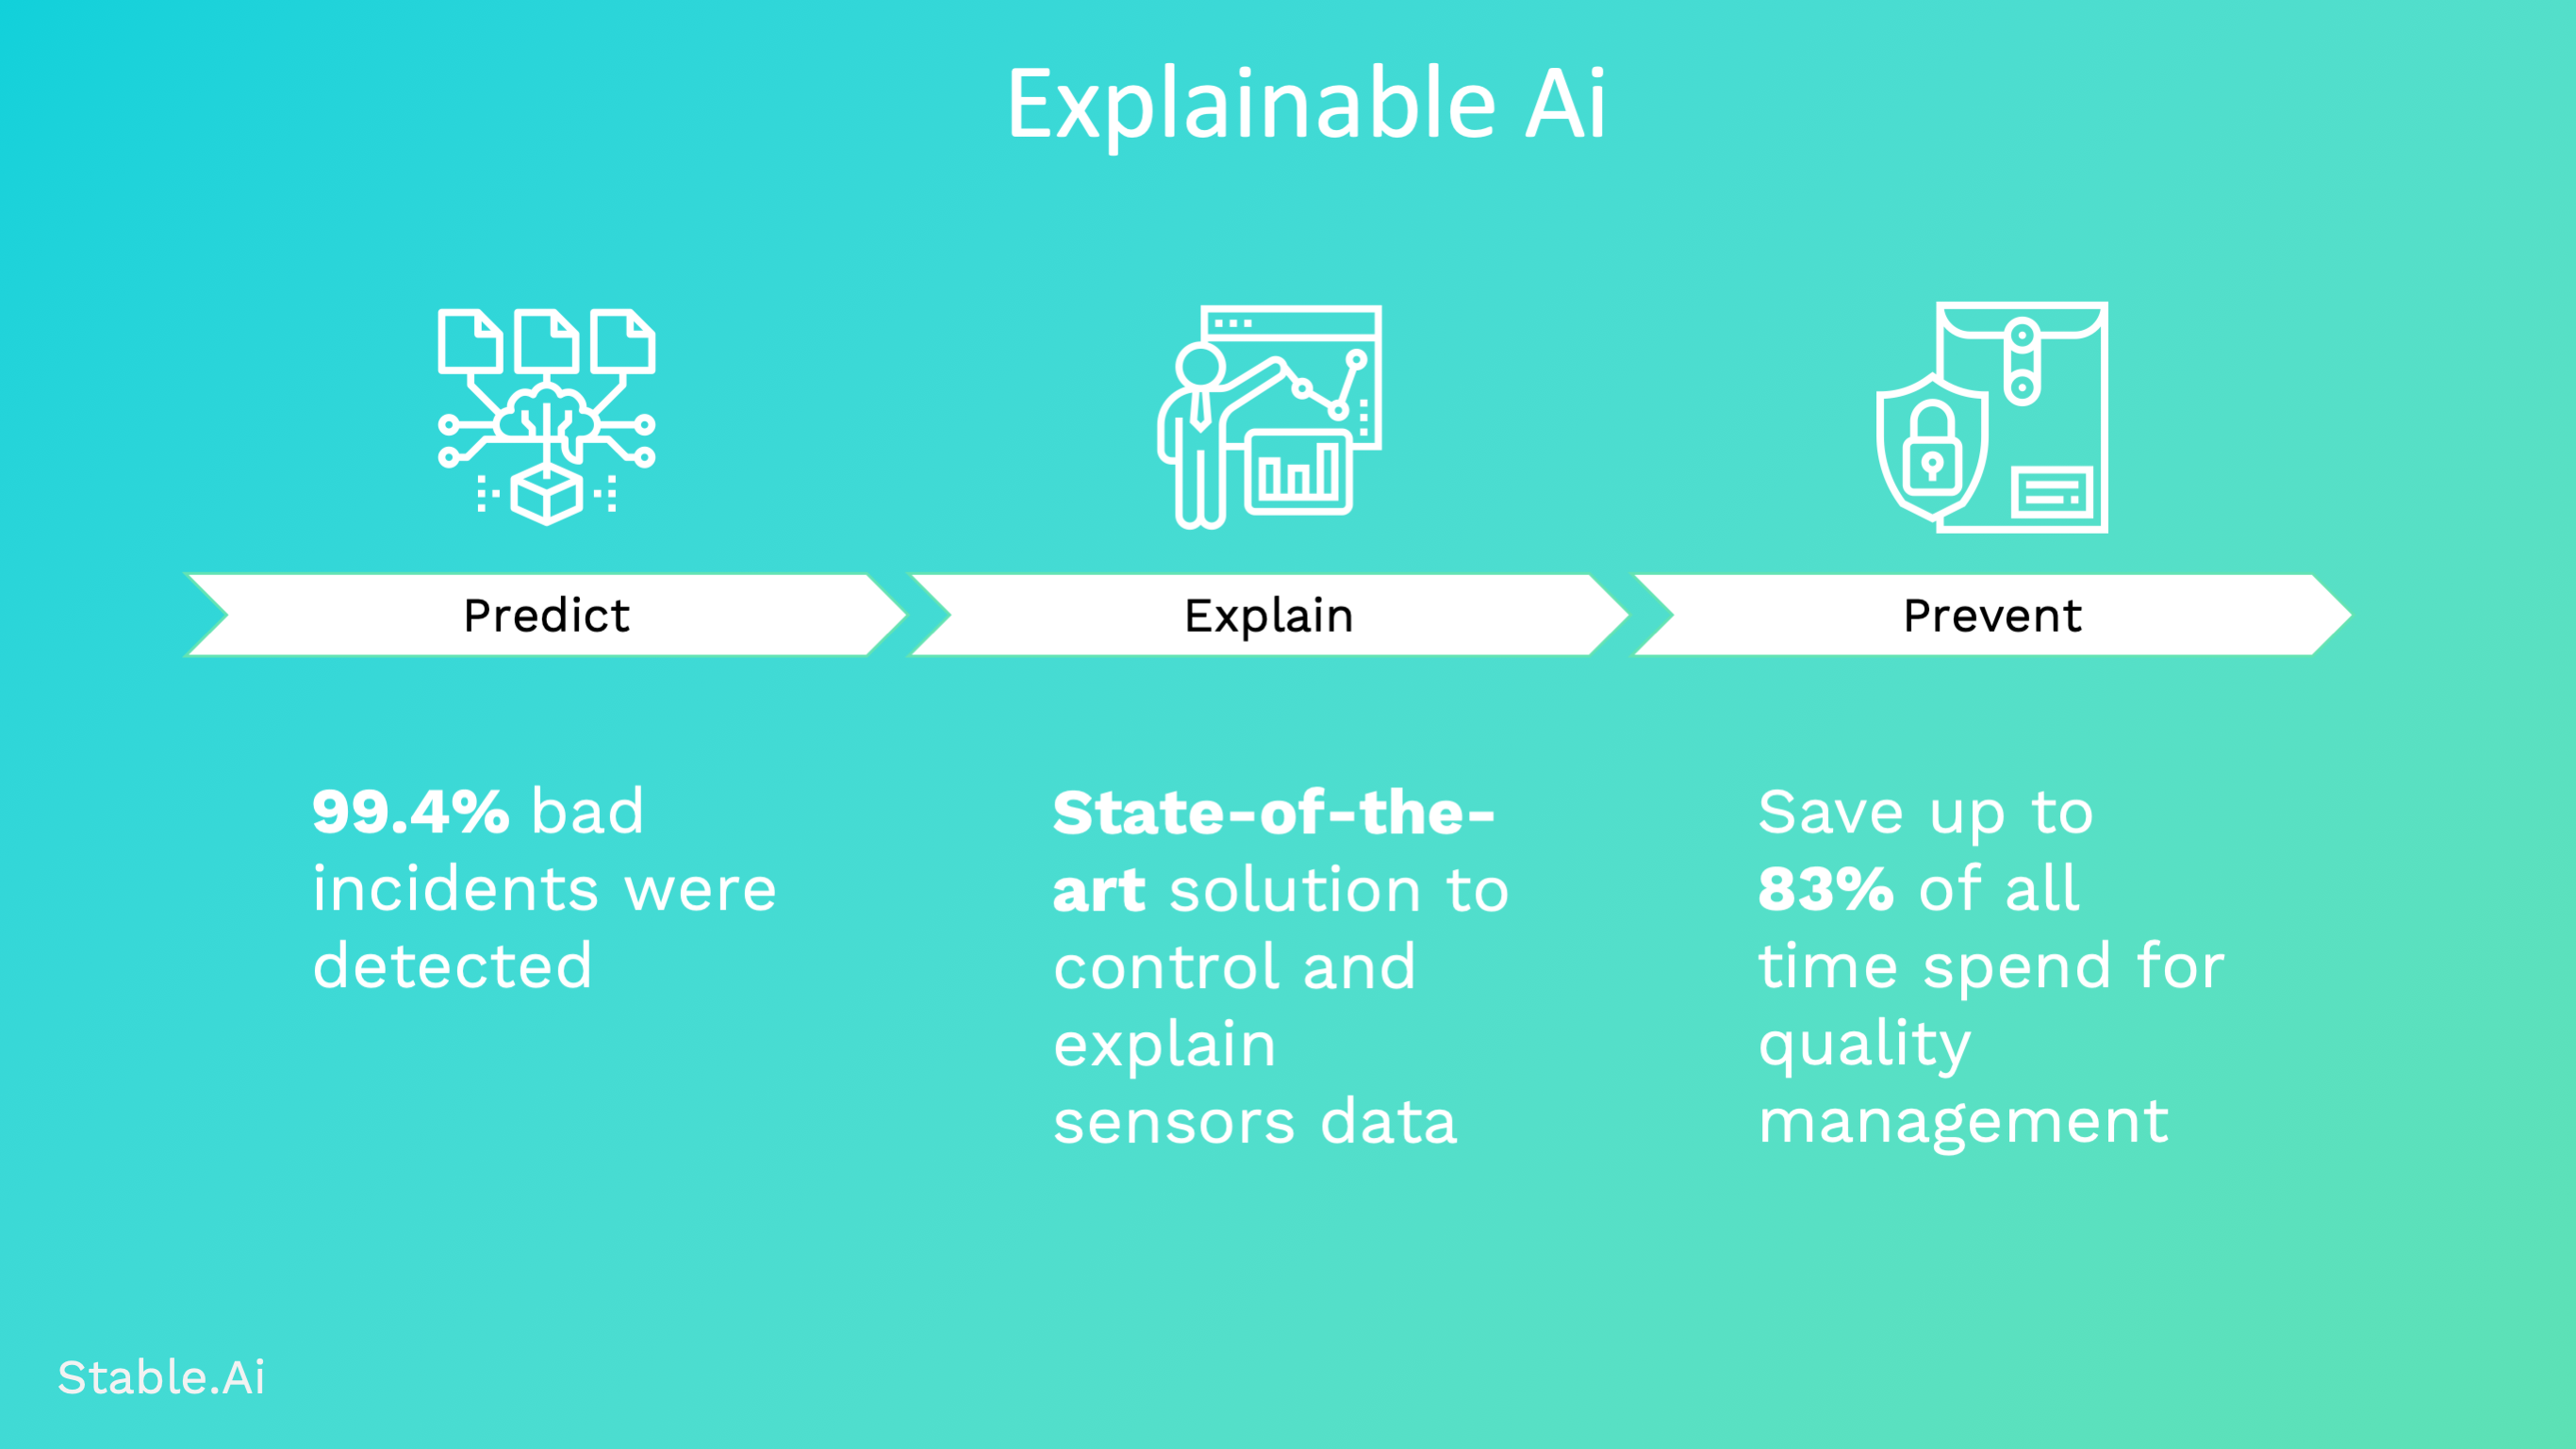 Explainable Ai
Predict
Explain
Prevent
99.4% bad
incidents were
detected
State-of-the-
art solution to
control and
explain
sensors data
Save up to
83% of all
time spend for
quality
management
Stable.Ai